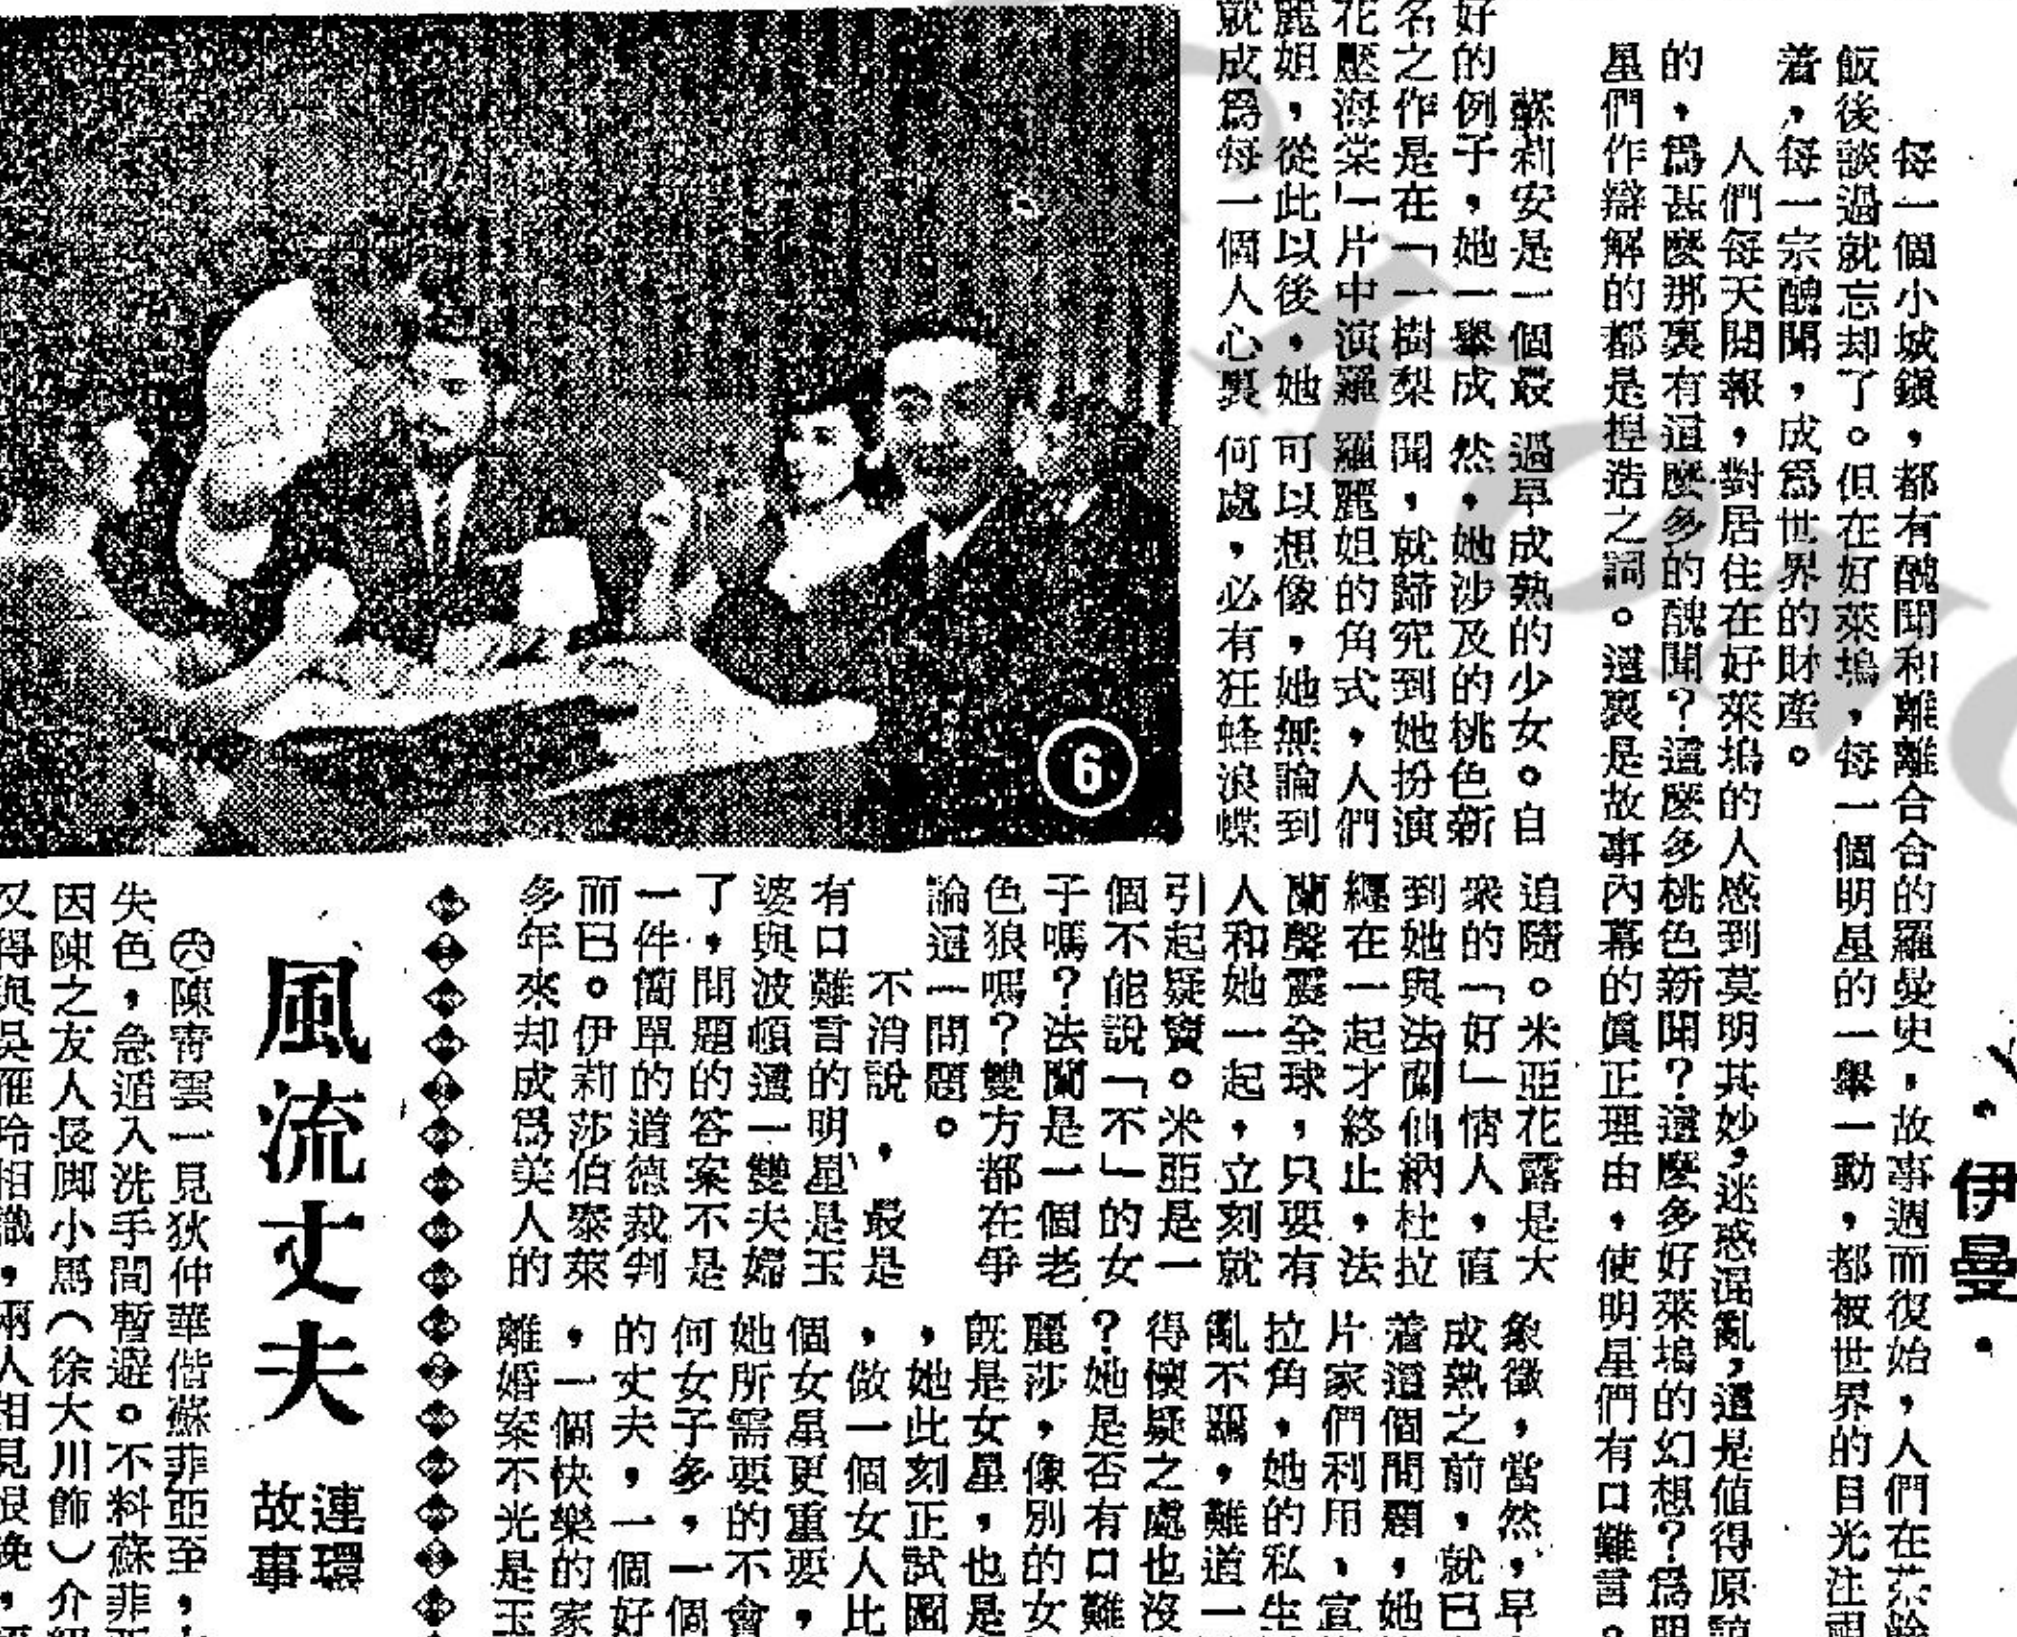 ・伊曼・
每一個小城鎮，都有醜聞和離離合合的羅曼史，故事週而復始，人們在茶
飯後談過就忘却了。但在好萊塢，每一個明星的一舉一動，都被世界的目光注視
着，每一宗醜聞，成爲世界的財產。
人們每天閱報，對居住在好萊塢的人感到莫明其妙，迷惑混亂，這是值得原諒
的，爲甚麽那裏有這麽多的醜聞？這麽多桃色新聞？這麽多好萊塢的幻想？爲明
星們作辯解的都是揑造之詞。這裏是故事內幕的眞正理由，使明星們有口難言。
蘇莉安是一個最
好的例子，她一舉成
名之作是在「一樹梨
花壓海棠」片中演羅
麗姐，從此以後，她
就成爲每一個人心裏
過早成熟的少女。自
然，她涉及的桃色新
聞，就歸究到她扮演
羅麗姐的角式，人們
可以想像，她無論到
何處，必有狂蜂浪蝶
追隨。米亞花露是大
衆的「好」情人，直
到她與法蘭仙納杜拉
纒在一起才終止，法
蘭聲震全球，只要有
人和她一起，立刻就
引起疑竇。米亞是一
個不能說「不」的女
子嗎？法蘭是一個老
色狼嗎？雙方都在爭
論這一問題。
不消說，最是
有口難言的明星是玉
婆與波頓這一雙夫婦
了，問題的答案不是
一件簡單的道德裁判
而已。伊莉莎伯泰萊
多年來却成爲美人的
象徵，當然，早
成熟之前，就已
着這個問題，她
片家們利用，宣
拉角，她的私生
亂不羈，難道一
得懷疑之處也沒
？她是否有口難
麗莎，像別的女
既是女星，也是
，她此刻正試圖
，做一個女人比
個女星更重要，
她所需要的不會
何女子多，一個
的丈夫，一個好
，一個快樂的家
離婚案不光是玉
6
風流丈夫
連環
故事
㊅陳寄雲一見狄仲華偕蘇菲亞至，
失色，急遁入洗手間暫避。不料蘇菲亞
因陳之友人長脚小馬（徐大川飾）介紹
又得與吳雁玲相識，兩人相見恨晚，